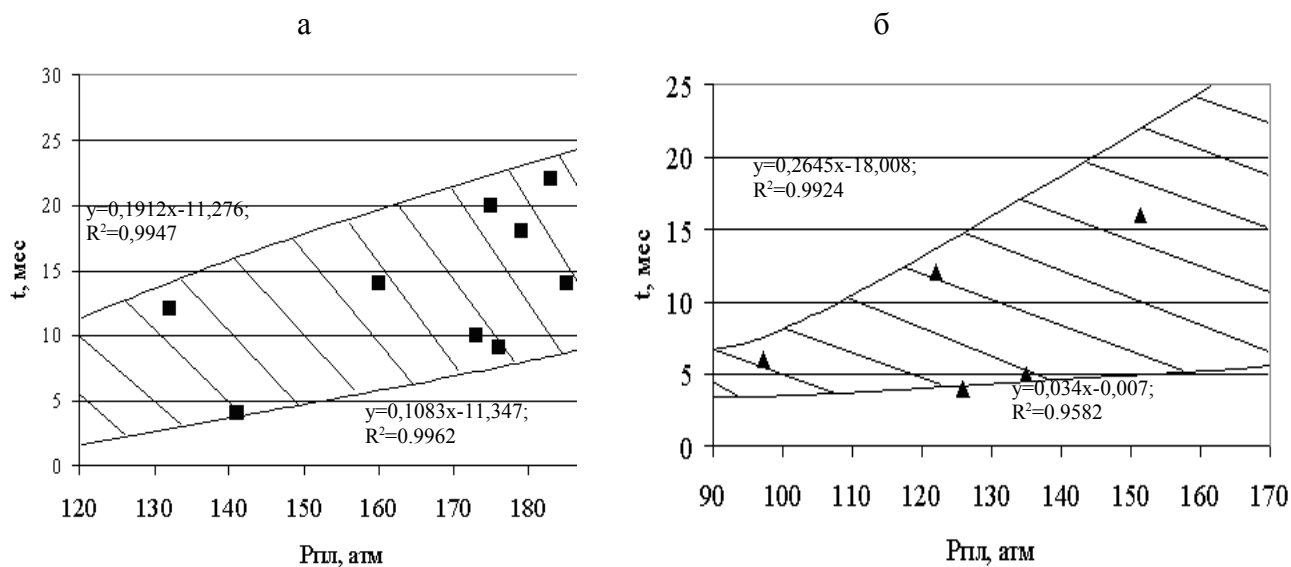 а
30
25
20
15
10
5
0
t, мес
y=0,1912x-11,276;
R²=0,9947
y=0,1083x-11,347;
R²=0.9962
120 130 140 150 160 170 180
Рпл, атм
б
25
20
15
10
5
0
t, мес
y=0,2645x-18,008;
R²=0.9924
y=0,034x-0,007;
R²=0.9582
90 100 110 120 130 140 150 160 170
Рпл, атм